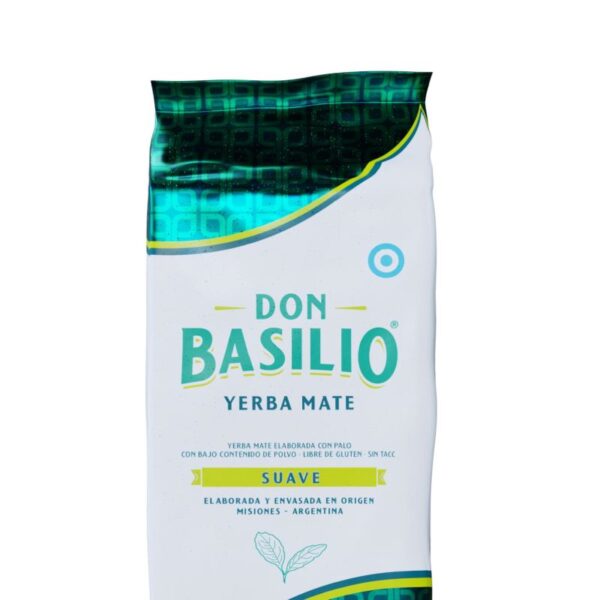 DON
BASILIO®
YERBA MATE
YERBA MATE ELABORADA CON PALO
CON BAJO CONTENIDO DE POLVO · LIBRE DE GLUTEN · SIN TACC
SUAVE
ELABORADA Y ENVASADA EN ORIGEN
MISIONES - ARGENTINA